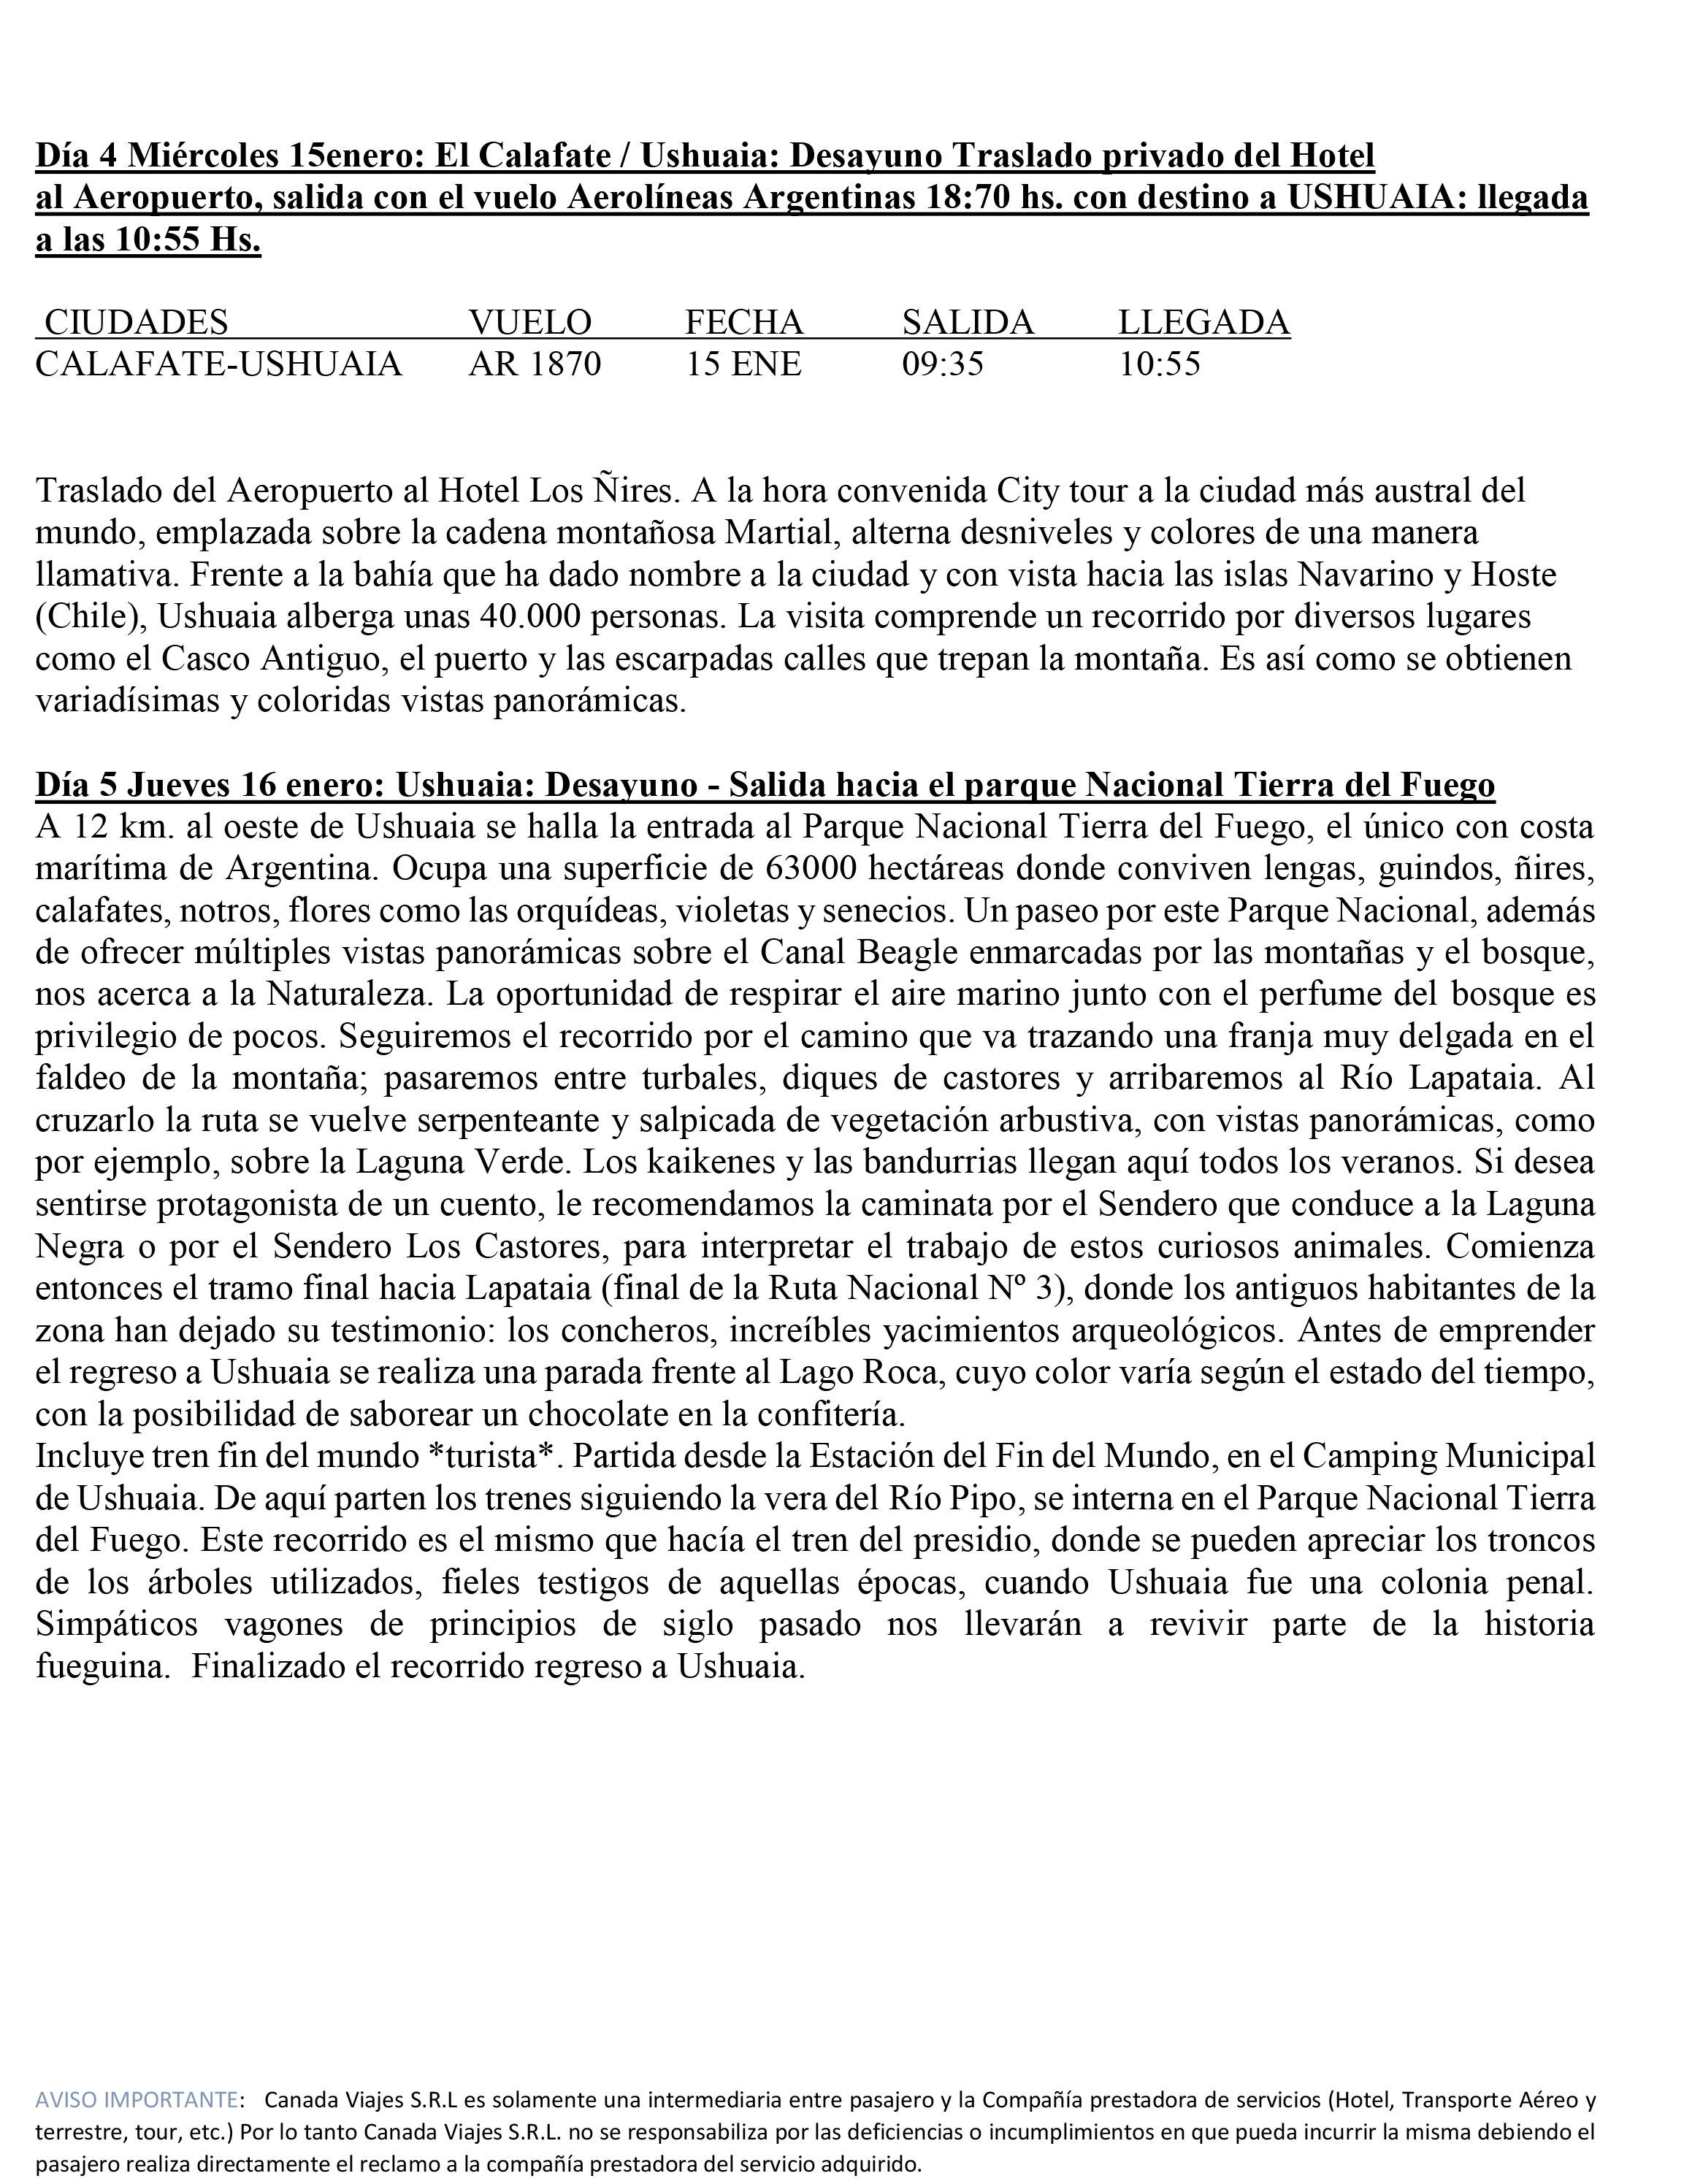 Día 4 Miércoles 15enero: El Calafate / Ushuaia: Desayuno Traslado privado del Hotel
al Aeropuerto, salida con el vuelo Aerolíneas Argentinas 18:70 hs. con destino a USHUAIA: llegada
a las 10:55 Hs.
CIUDADES VUELO FECHA SALIDA LLEGADA
CALAFATE-USHUAIA AR 1870 15 ENE 09:35 10:55
Traslado del Aeropuerto al Hotel Los Ñires. A la hora convenida City tour a la ciudad más austral del
mundo, emplazada sobre la cadena montañosa Martial, alterna desniveles y colores de una manera
llamativa. Frente a la bahía que ha dado nombre a la ciudad y con vista hacia las islas Navarino y Hoste
(Chile), Ushuaia alberga unas 40.000 personas. La visita comprende un recorrido por diversos lugares
como el Casco Antiguo, el puerto y las escarpadas calles que trepan la montaña. Es así como se obtienen
variadísimas y coloridas vistas panorámicas.
Día 5 Jueves 16 enero: Ushuaia: Desayuno - Salida hacia el parque Nacional Tierra del Fuego
A 12 km. al oeste de Ushuaia se halla la entrada al Parque Nacional Tierra del Fuego, el único con costa
marítima de Argentina. Ocupa una superficie de 63000 hectáreas donde conviven lengas, guindos, ñires,
calafates, notros, flores como las orquídeas, violetas y senecios. Un paseo por este Parque Nacional, además
de ofrecer múltiples vistas panorámicas sobre el Canal Beagle enmarcadas por las montañas y el bosque,
nos acerca a la Naturaleza. La oportunidad de respirar el aire marino junto con el perfume del bosque es
privilegio de pocos. Seguiremos el recorrido por el camino que va trazando una franja muy delgada en el
faldeo de la montaña; pasaremos entre turbales, diques de castores y arribaremos al Río Lapataia. Al
cruzarlo la ruta se vuelve serpenteante y salpicada de vegetación arbustiva, con vistas panorámicas, como
por ejemplo, sobre la Laguna Verde. Los kaikenes y las bandurrias llegan aquí todos los veranos. Si desea
sentirse protagonista de un cuento, le recomendamos la caminata por el Sendero que conduce a la Laguna
Negra o por el Sendero Los Castores, para interpretar el trabajo de estos curiosos animales. Comienza
entonces el tramo final hacia Lapataia (final de la Ruta Nacional Nº 3), donde los antiguos habitantes de la
zona han dejado su testimonio: los concheros, increíbles yacimientos arqueológicos. Antes de emprender
el regreso a Ushuaia se realiza una parada frente al Lago Roca, cuyo color varía según el estado del tiempo,
con la posibilidad de saborear un chocolate en la confitería.
Incluye tren fin del mundo *turista*. Partida desde la Estación del Fin del Mundo, en el Camping Municipal
de Ushuaia. De aquí parten los trenes siguiendo la vera del Río Pipo, se interna en el Parque Nacional Tierra
del Fuego. Este recorrido es el mismo que hacía el tren del presidio, donde se pueden apreciar los troncos
de los árboles utilizados, fieles testigos de aquellas épocas, cuando Ushuaia fue una colonia penal.
Simpáticos vagones de principios de siglo pasado nos llevarán a revivir parte de la historia
fueguina. Finalizado el recorrido regreso a Ushuaia.
AVISO IMPORTANTE: Canada Viajes S.R.L es solamente una intermediaria entre pasajero y la Compañía prestadora de servicios (Hotel, Transporte Aéreo y
terrestre, tour, etc.) Por lo tanto Canada Viajes S.R.L. no se responsabiliza por las deficiencias o incumplimientos en que pueda incurrir la misma debiendo el
pasajero realiza directamente el reclamo a la compañía prestadora del servicio adquirido.